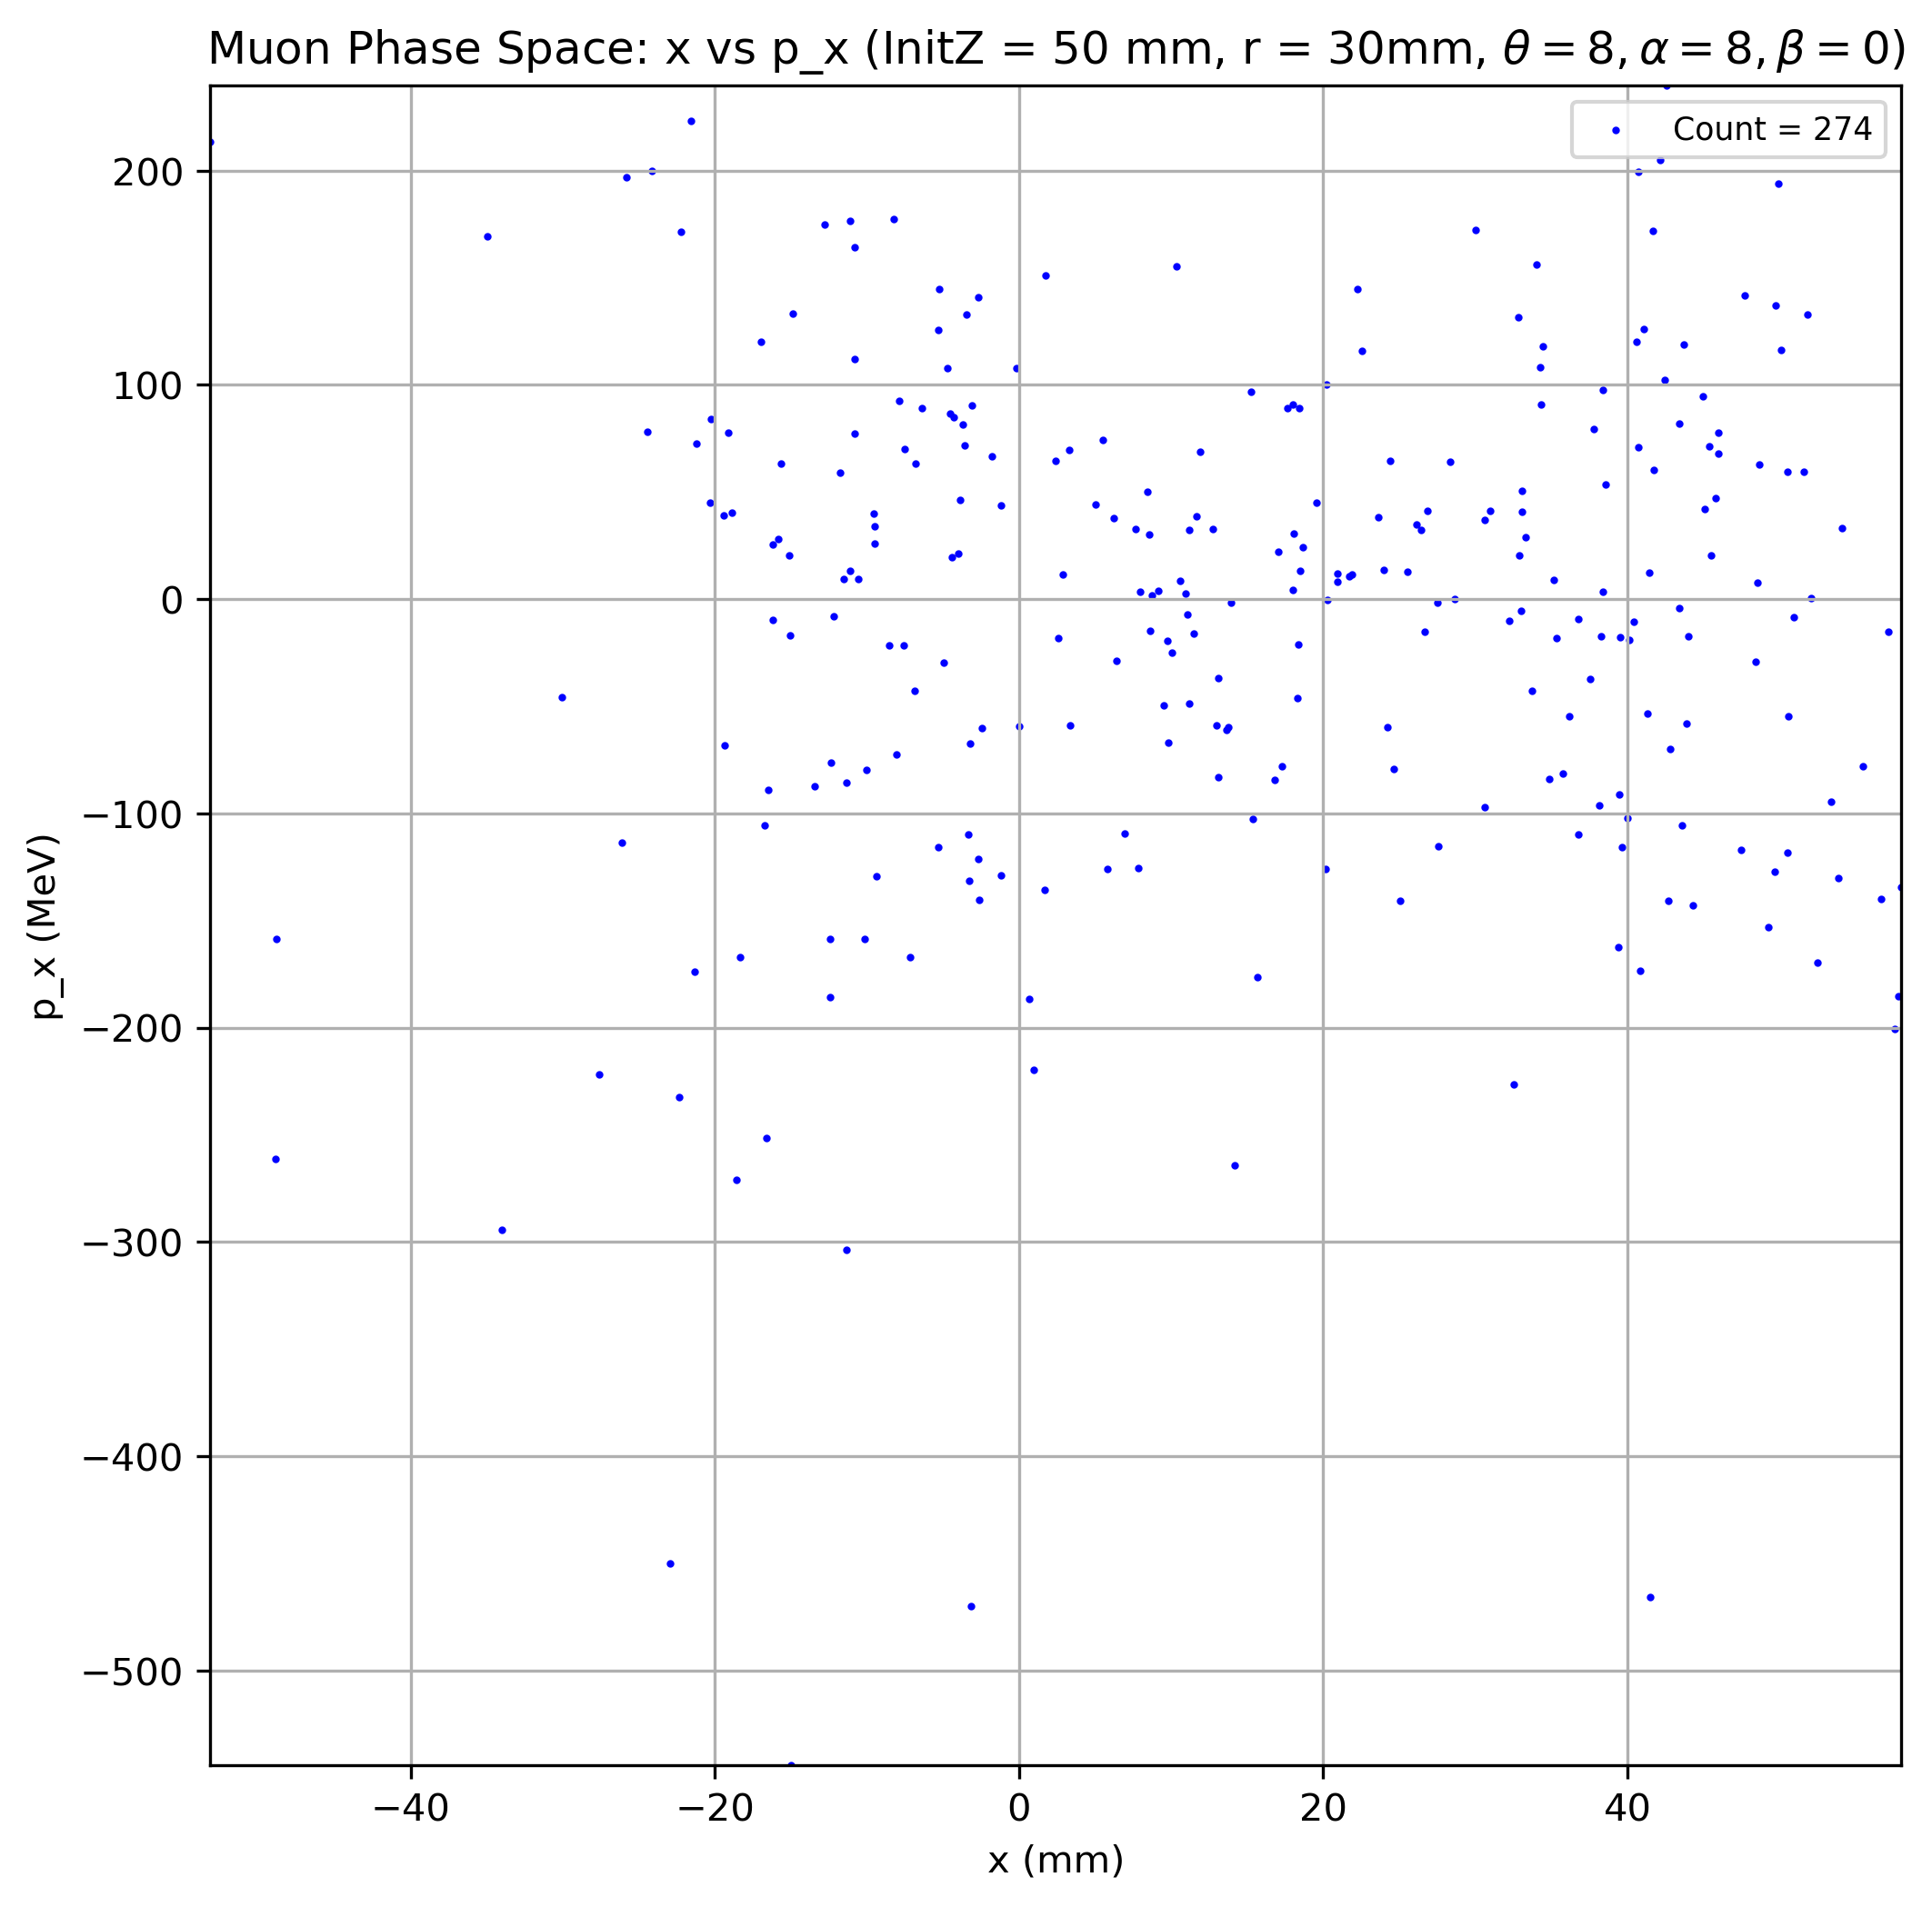 Muon Phase Space: x vs p_x (InitZ = 50 mm, r = 30mm, θ = 8, α = 8, β = 0)
Count = 274
200
100
0
−100
−200
−300
−400
−500
p_x (MeV)
−40 −20 0 20 40
x (mm)